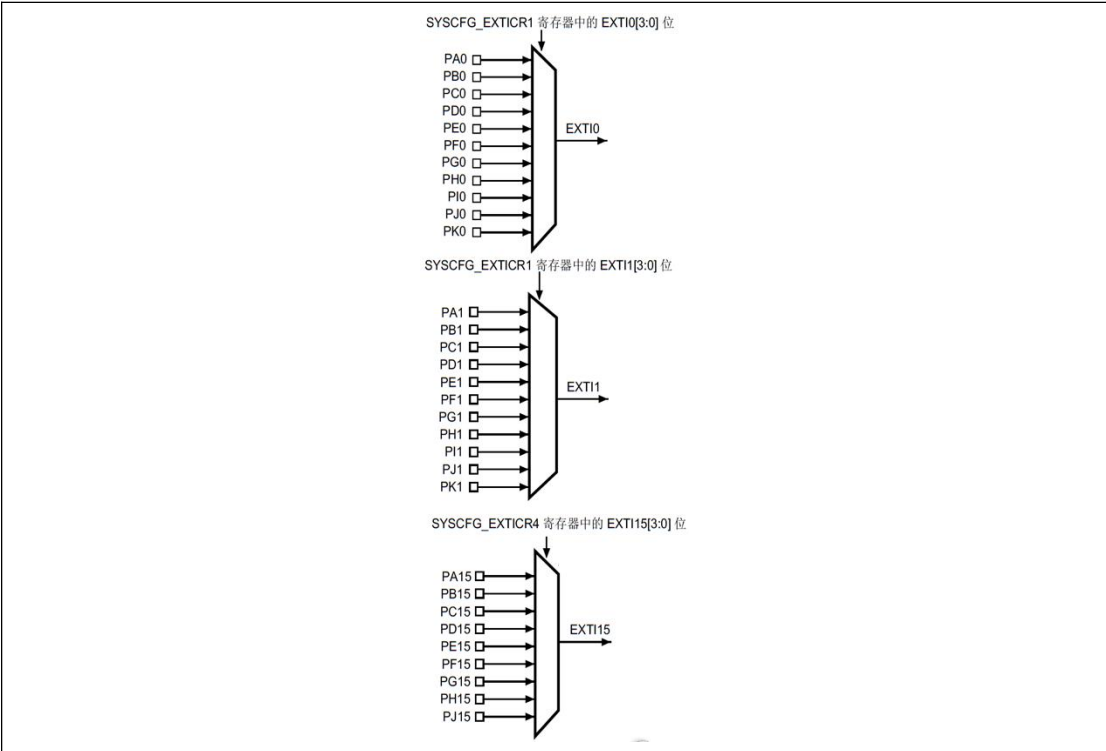 SYSCFG_EXTICR1 寄存器中的 EXTI0[3:0] 位
PA0
PB0
PC0
PD0
PE0
EXTI0
PF0
PG0
PH0
PI0
PJ0
PK0
SYSCFG_EXTICR1 寄存器中的 EXTI1[3:0] 位
PA1
PB1
PC1
PD1
PE1
EXTI1
PF1
PG1
PH1
PI1
PJ1
PK1
SYSCFG_EXTICR4 寄存器中的 EXTI15[3:0] 位
PA15
PB15
PC15
PD15
EXTI15
PE15
PF15
PG15
PH15
PJ15